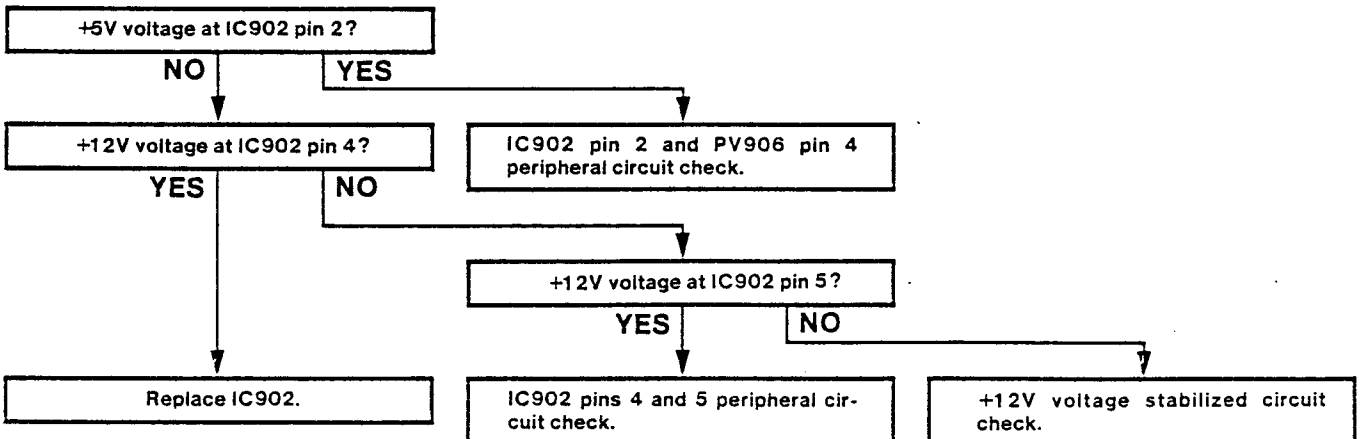 +5V voltage at IC902 pin 2?
NO
YES
+12V voltage at IC902 pin 4?
IC902 pin 2 and PV906 pin 4
peripheral circuit check.
YES
NO
+12V voltage at IC902 pin 5?
YES
NO
Replace IC902.
IC902 pins 4 and 5 peripheral cir-
cuit check.
+12V voltage stabilized circuit
check.